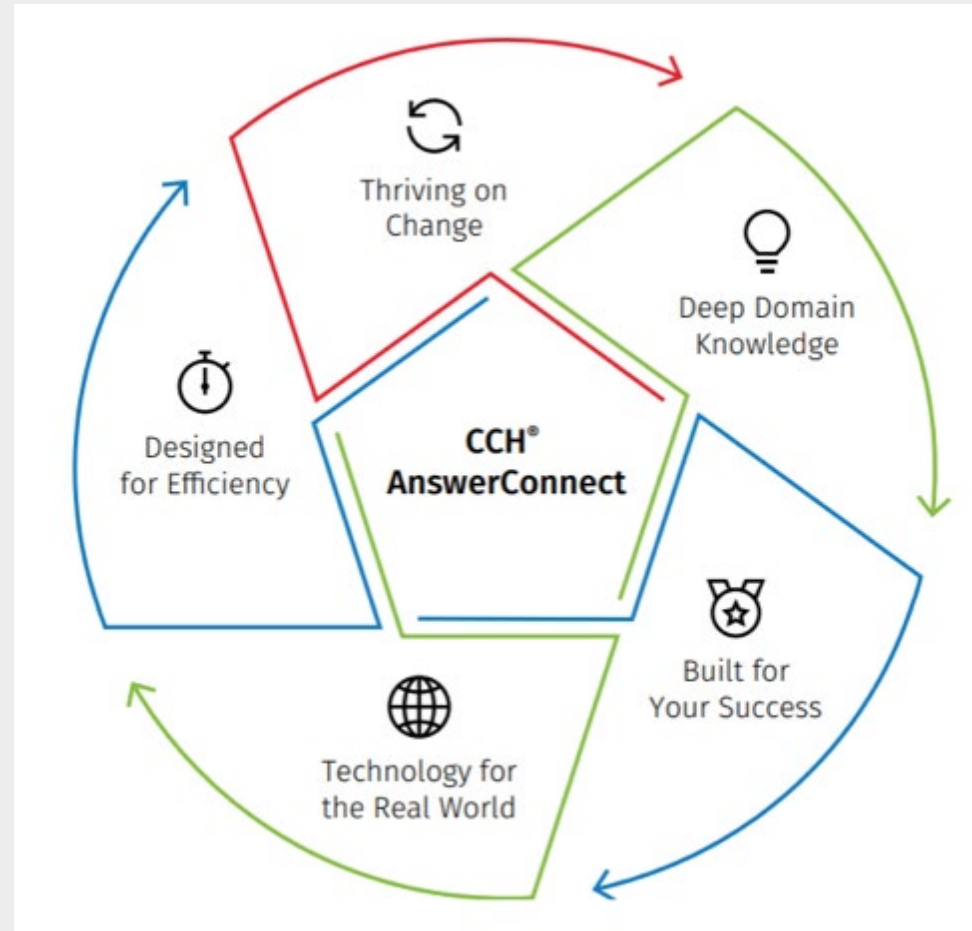 Thriving on
Change
Deep Domain
Knowledge
Designed
for Efficiency
CCH®
AnswerConnect
Built for
Your Success
Technology for
the Real World